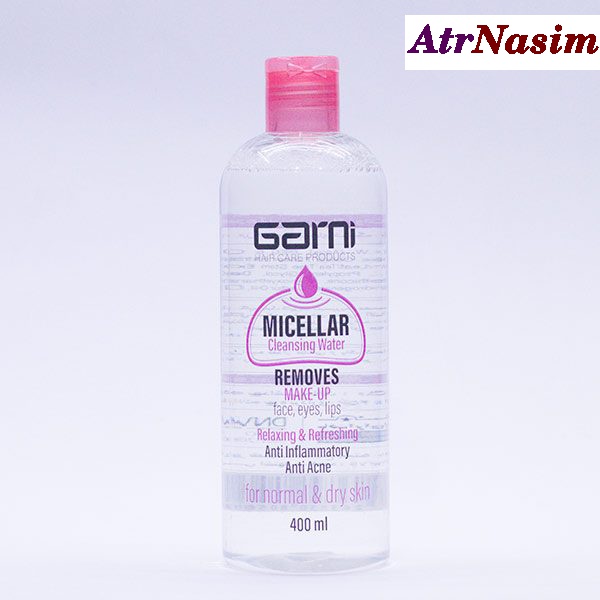 AtrNasim
Garni
HAIR CARE PRODUCTS
MICELLAR
Cleansing Water
REMOVES
MAKE-UP
face, eyes, lips
Relaxing & Refreshing
Anti Inflammatory
Anti Acne
for normal & dry skin
400 ml